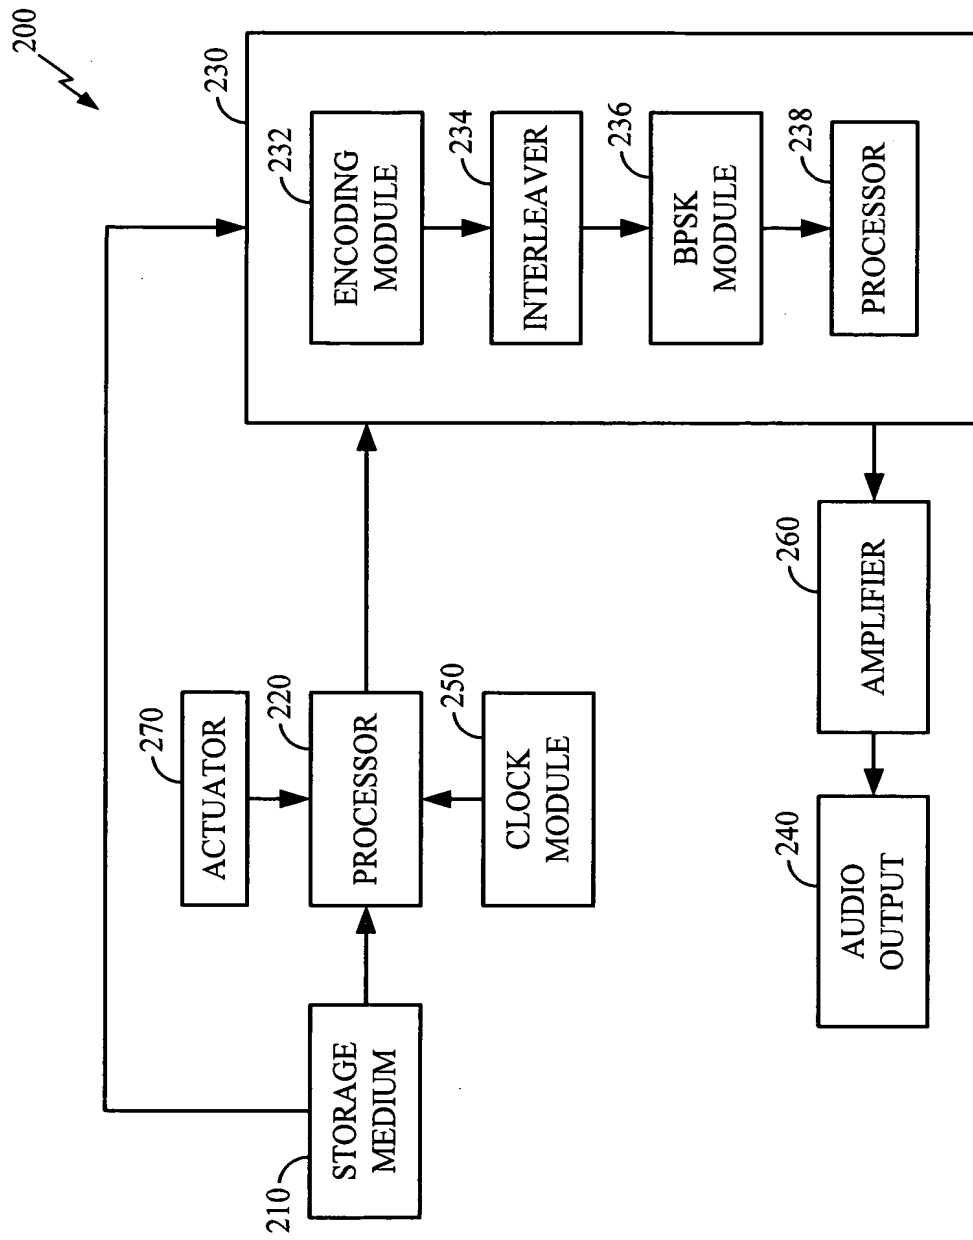 200
230
232
ENCODING
MODULE
234
INTERLEAVER
236
BPSK
MODULE
238
PROCESSOR
270
ACTUATOR
220
PROCESSOR
250
CLOCK
MODULE
210
STORAGE
MEDIUM
260
AMPLIFIER
240
AUDIO
OUTPUT